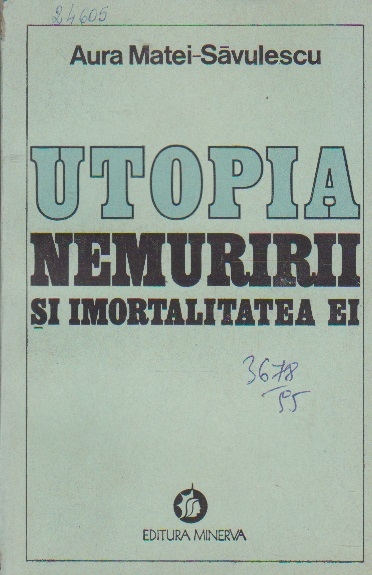 24605
Aura Matei-Săvulescu
UTOPIA
NEMURIRII
ȘI IMORTALITATEA EI
3678
/95
EDITURA MINERVA